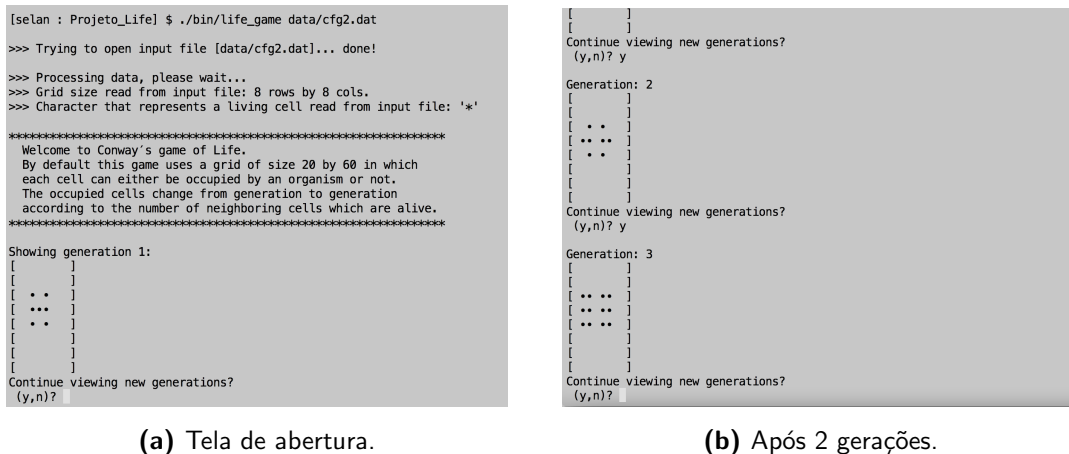 [selan : Projeto_Life] $ ./bin/life_game data/cfg2.dat
>>> Trying to open input file [data/cfg2.dat]... done!
>>> Processing data, please wait...
>>> Grid size read from input file: 8 rows by 8 cols.
>>> Character that represents a living cell read from input file: '*'
***************************************************************
Welcome to Conway´s game of Life.
By default this game uses a grid of size 20 by 60 in which
each cell can either be occupied by an organism or not.
The occupied cells change from generation to generation
according to the number of neighboring cells which are alive.
***************************************************************
Showing generation 1:
[        ]
[        ]
[  • •   ]
[  •••   ]
[  • •   ]
[        ]
[        ]
[        ]
Continue viewing new generations?
(y,n)?
(a) Tela de abertura.
[        ]
[        ]
Continue viewing new generations?
(y,n)? y
Generation: 2
[        ]
[        ]
[  • •   ]
[ •• ••  ]
[  • •   ]
[        ]
[        ]
[        ]
Continue viewing new generations?
(y,n)? y
Generation: 3
[        ]
[        ]
[ •• ••  ]
[ •• ••  ]
[ •• ••  ]
[        ]
[        ]
[        ]
Continue viewing new generations?
(y,n)?
(b) Após 2 gerações.